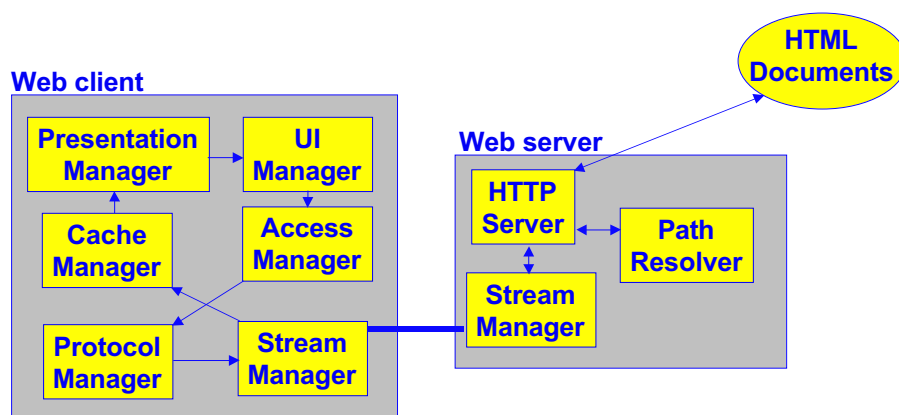 HTML
Documents
Web client
Presentation
Manager
UI
Manager
Web server
HTTP
Server
Cache
Manager
Access
Manager
Path
Resolver
Stream
Manager
Protocol
Manager
Stream
Manager